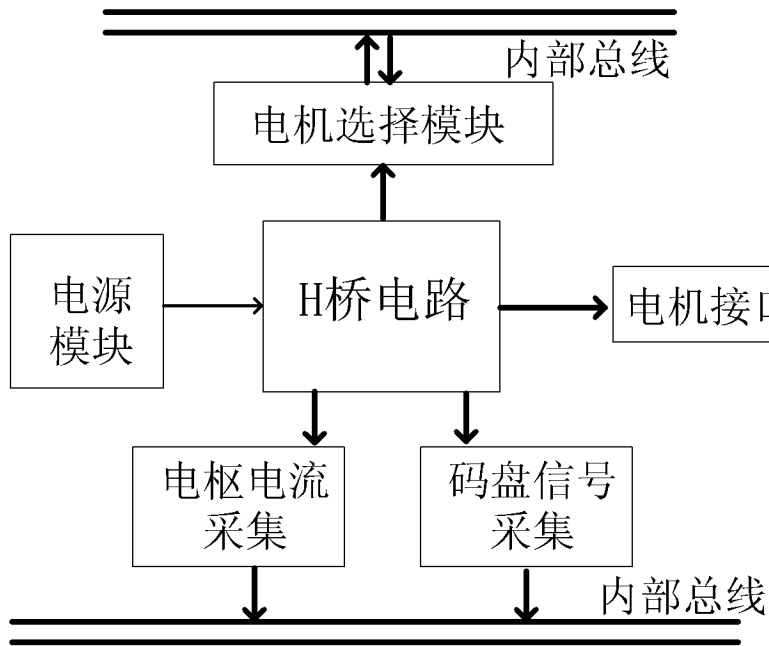 内部总线
电机选择模块
电源
模块
H桥电路
电机接口
电枢电流
采集
码盘信号
采集
内部总线